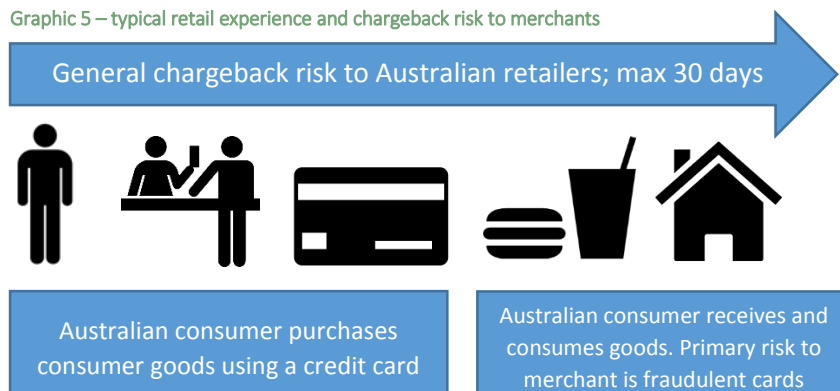 Graphic 5 – typical retail experience and chargeback risk to merchants
General chargeback risk to Australian retailers; max 30 days
Australian consumer purchases
consumer goods using a credit card
Australian consumer receives and
consumes goods. Primary risk to
merchant is fraudulent cards